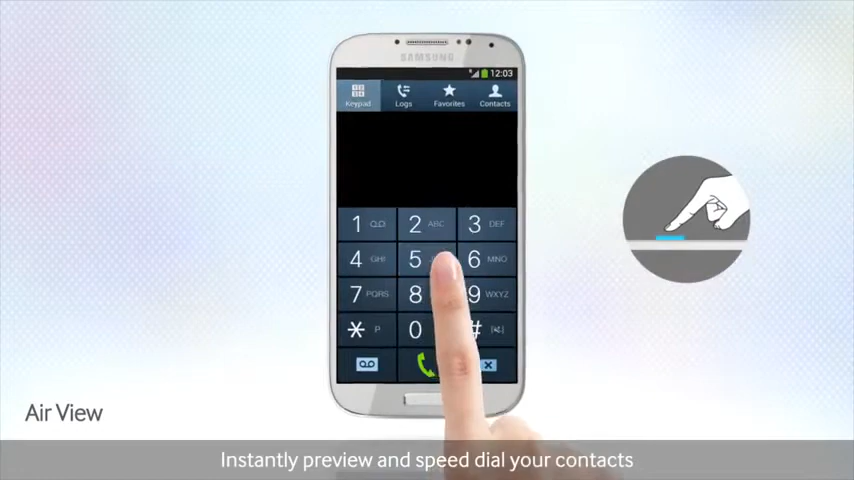 SAMSUNG
12:03
Keypad Logs Favorites Contacts
1 2 ABC 3 DEF
4 GHI 5 6 MNO
7 PQRS 8 9 WXYZ
* P 0 #
Air View
Instantly preview and speed dial your contacts